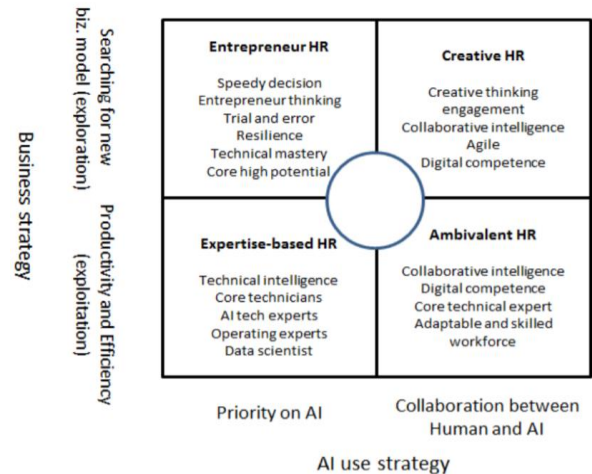 Business strategy
Searching for new
biz. model (exploration)
Productivity and Efficiency
(exploitation)
Entrepreneur HR
Speedy decision
Entrepreneur thinking
Trial and error
Resilience
Technical mastery
Core high potential
Creative HR
Creative thinking
engagement
Collaborative intelligence
Agile
Digital competence
Expertise-based HR
Technical intelligence
Core technicians
AI tech experts
Operating experts
Data scientist
Ambivalent HR
Collaborative intelligence
Digital competence
Core technical expert
Adaptable and skilled
workforce
Priority on AI
Collaboration between
Human and AI
AI use strategy